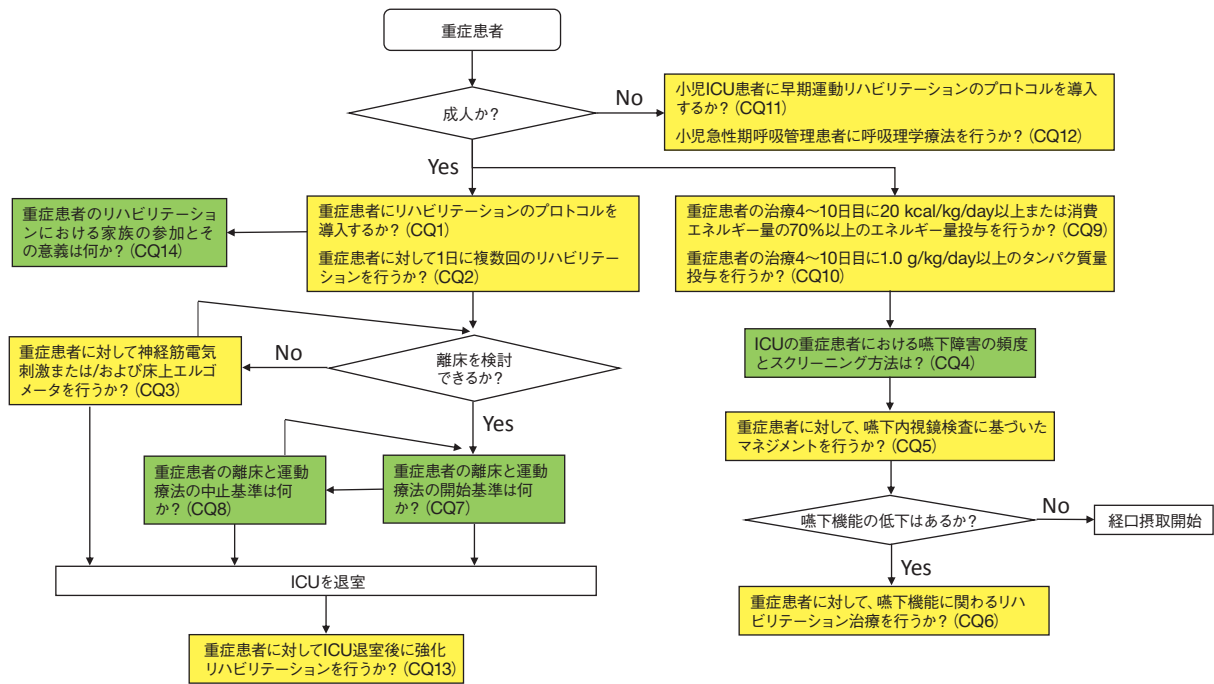 重症患者
成人か?
No
小児ICU患者に早期運動リハビリテーションのプロトコルを導入
するか?(CQ11)
小児急性期呼吸管理患者に呼吸理学療法を行うか?(CQ12)
Yes
重症患者のリハビリテーショ
ンにおける家族の参加とそ
の意義は何か?(CQ14)
重症患者にリハビリテーションのプロトコルを
導入するか?(CQ1)
重症患者に対して1日に複数回のリハビリテー
ションを行うか?(CQ2)
重症患者の治療4~10日目に20 kcal/kg/day以上または消費
エネルギー量の70%以上のエネルギー量投与を行うか?(CQ9)
重症患者の治療4~10日目に1.0 g/kg/day以上のタンパク質量
投与を行うか?(CQ10)
重症患者に対して神経筋電気
刺激または/および床上エルゴ
メータを行うか?(CQ3)
No
離床を検討
できるか?
Yes
重症患者の離床と運動
療法の中止基準は何
か?(CQ8)
重症患者の離床と運動
療法の開始基準は何
か?(CQ7)
ICUを退室
重症患者に対してICU退室後に強化
リハビリテーションを行うか?(CQ13)
ICUの重症患者における嚥下障害の頻度
とスクリーニング方法は?(CQ4)
重症患者に対して、嚥下内視鏡検査に基づいた
マネジメントを行うか?(CQ5)
嚥下機能の低下はあるか?
No
経口摂取開始
Yes
重症患者に対して、嚥下機能に関わるリハ
ビリテーション治療を行うか?(CQ6)